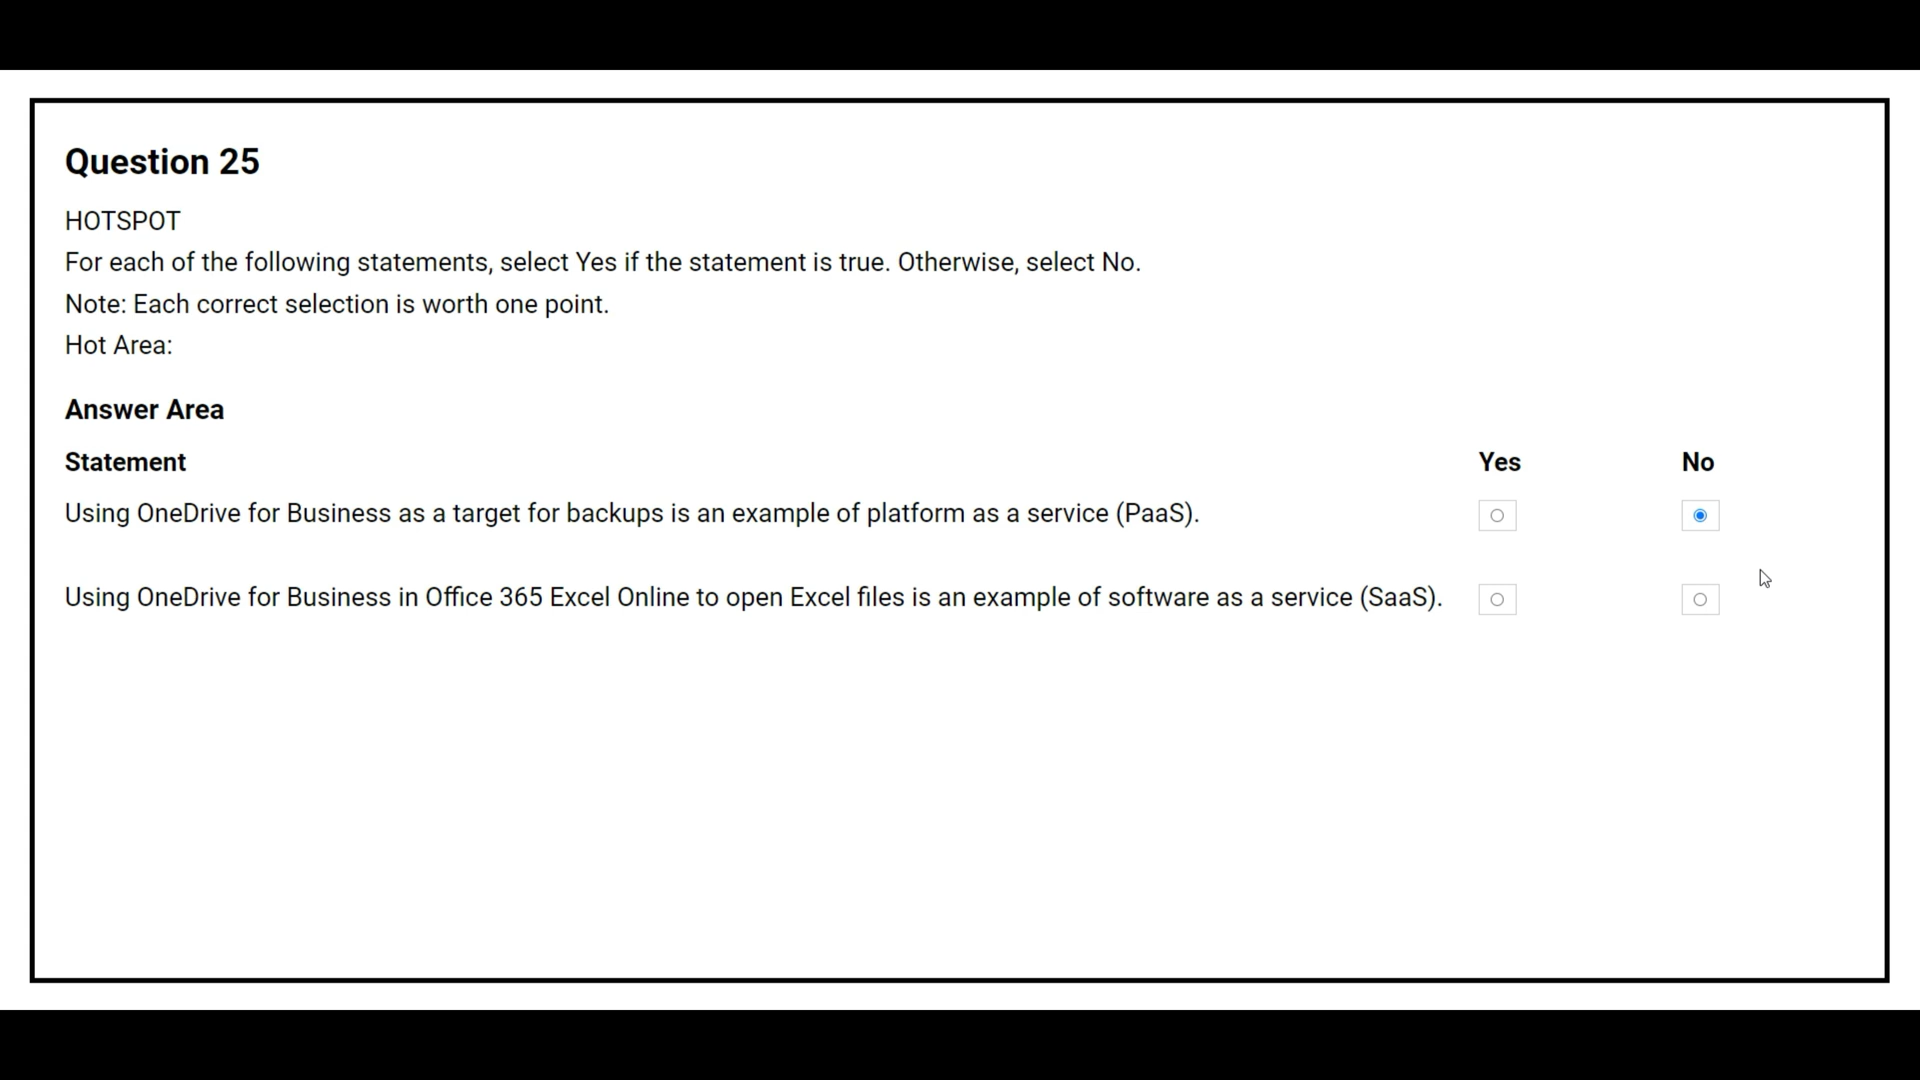 Question 25
HOTSPOT
For each of the following statements, select Yes if the statement is true. Otherwise, select No.
Note: Each correct selection is worth one point.
Hot Area:
Answer Area
Statement Yes No
Using OneDrive for Business as a target for backups is an example of platform as a service (PaaS).
Using OneDrive for Business in Office 365 Excel Online to open Excel files is an example of software as a service (SaaS).